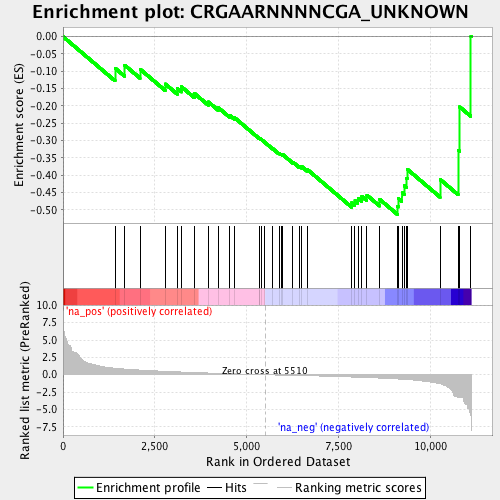 Enrichment plot: CRGAARNNNNCGA_UNKNOWN
Enrichment score (ES)
0.00
-0.05
-0.10
-0.15
-0.20
-0.25
-0.30
-0.35
-0.40
-0.45
-0.50
'na_pos' (positively correlated)
Ranked list metric (PreRanked)
10.0
7.5
5.0
2.5
0.0
-2.5
-5.0
-7.5
Zero cross at 5510
'na_neg' (negatively correlated)
0
2,500
5,000
7,500
10,000
Rank in Ordered Dataset
Enrichment profile
Hits
Ranking metric scores